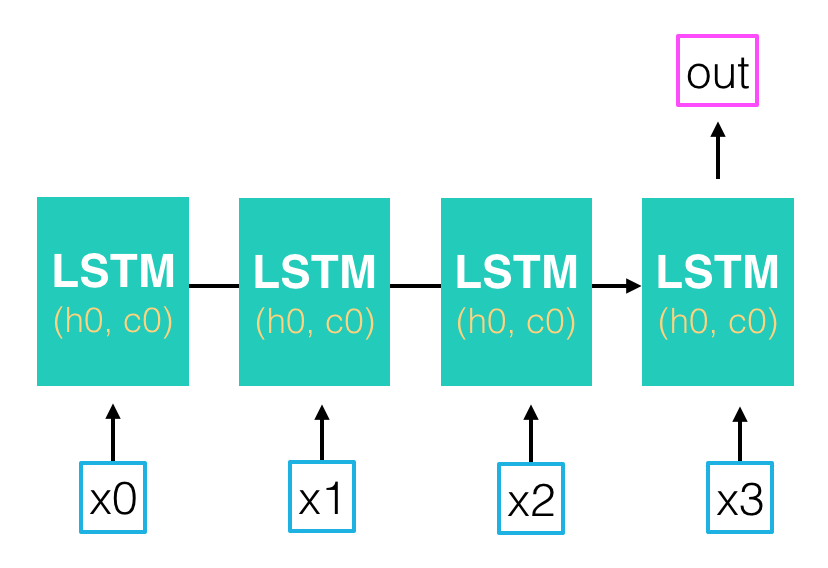 out
LSTM
(h0, c0)
LSTM
(h0, c0)
LSTM
(h0, c0)
LSTM
(h0, c0)
x0
x1
x2
x3